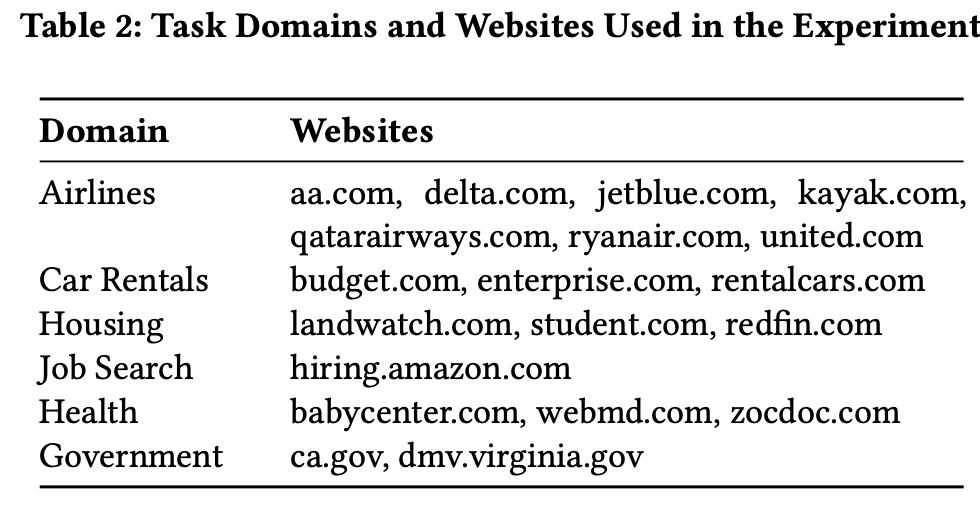 Table 2: Task Domains and Websites Used in the Experiment
Domain Websites
Airlines aa.com, delta.com, jetblue.com, kayak.com,
qatarairways.com, ryanair.com, united.com
Car Rentals budget.com, enterprise.com, rentalcars.com
Housing landwatch.com, student.com, redfin.com
Job Search hiring.amazon.com
Health babycenter.com, webmd.com, zocdoc.com
Government ca.gov, dmv.virginia.gov